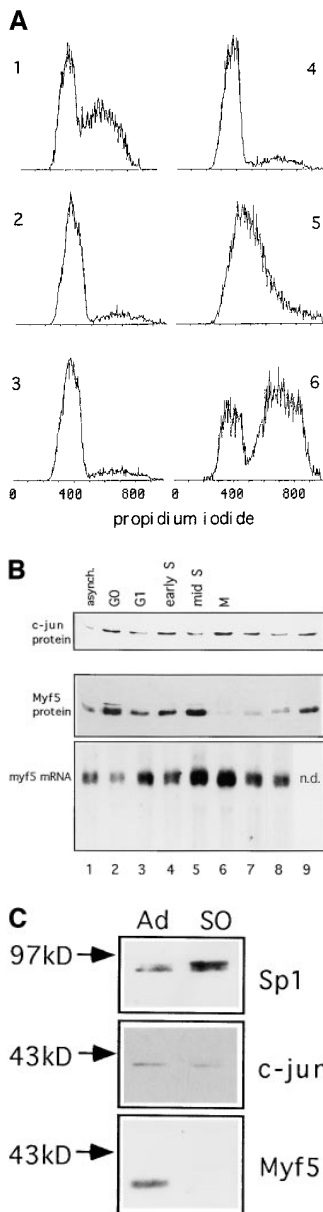 A
1
4
2
5
3
6
0 400 800 0 400 800
propidium iodide
B
asynch. G0 G1 early S mid S M
c-jun
protein
Myf5
protein
myf5 mRNA
n.d.
1 2 3 4 5 6 7 8 9
C
Ad SO
97kD
Sp1
43kD
c-jun
43kD
Myf5